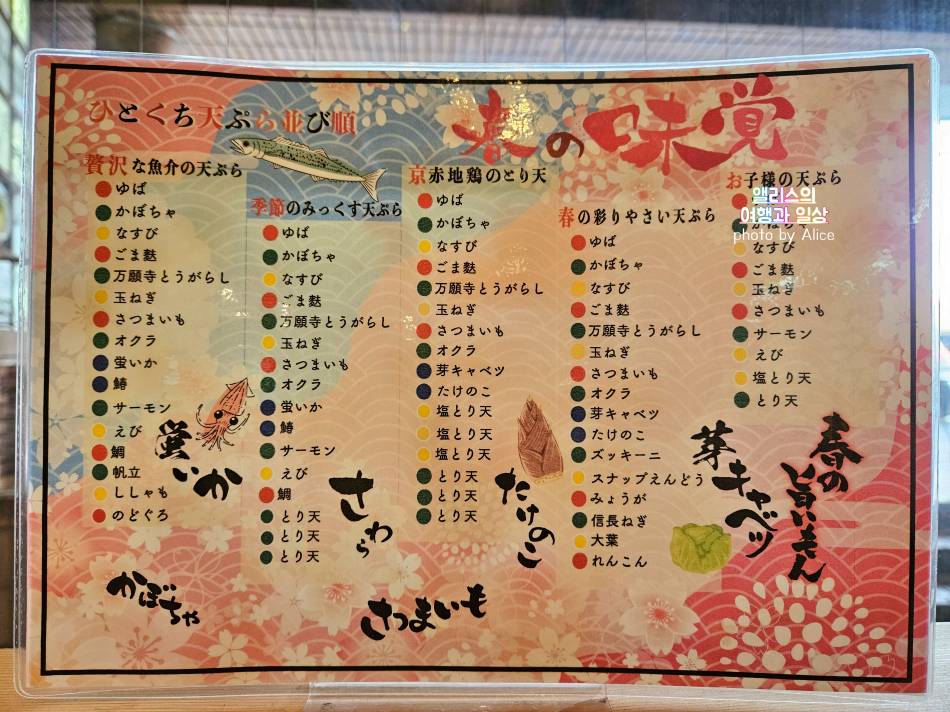 ひとくち天ぷら並び順
春の味覚
贅沢な魚介の天ぷら
ゆば
かぼちゃ
なすび
ごま麩
万願寺とうがらし
玉ねぎ
さつまいも
オクラ
蛍いか
鰆
サーモン
えび
鯛
帆立
ししゃも
のどぐろ
季節のみっくす天ぷら
ゆば
かぼちゃ
なすび
ごま麩
万願寺とうがらし
玉ねぎ
さつまいも
オクラ
蛍いか
鰆
サーモン
えび
鯛
とり天
とり天
とり天
京赤地鶏のとり天
ゆば
かぼちゃ
なすび
ごま麩
万願寺とうがらし
玉ねぎ
さつまいも
オクラ
芽キャベツ
たけのこ
塩とり天
塩とり天
塩とり天
とり天
とり天
とり天
春の彩りやさい天ぷら
ゆば
かぼちゃ
なすび
ごま麩
万願寺とうがらし
玉ねぎ
さつまいも
オクラ
芽キャベツ
たけのこ
ズッキーニ
スナップえんどう
みょうが
信長ねぎ
大葉
れんこん
お子様の天ぷら
앨리스의
여행과 일상
photo by Alice
かぼちゃ
なすび
ごま麩
玉ねぎ
さつまいも
サーモン
えび
塩とり天
とり天
蛍いか
さわら
たけのこ
芽キャベツ
春の旨いもん
かぼちゃ
さつまいも